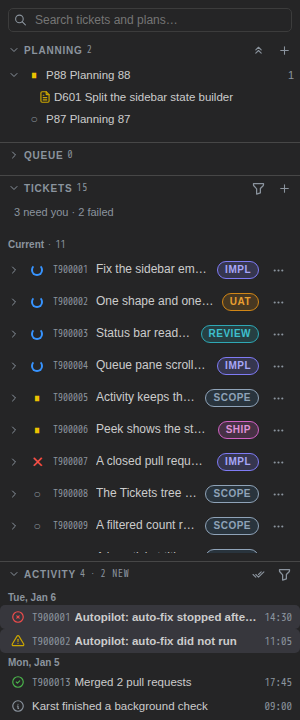 Search tickets and plans…
PLANNING 2
P88 Planning 88 1
D601 Split the sidebar state builder
P87 Planning 87
QUEUE 0
TICKETS 15
3 need you · 2 failed
Current · 11
T900001 Fix the sidebar em… IMPL
T900002 One shape and one… UAT
T900003 Status bar read… REVIEW
T900004 Queue pane scroll… IMPL
T900005 Activity keeps th… SCOPE
T900006 Peek shows the st… SHIP
T900007 A closed pull requ… IMPL
T900008 The Tickets tree … SCOPE
T900009 A filtered count r… SCOPE
ACTIVITY 4 · 2 NEW
Tue, Jan 6
T900001 Autopilot: auto-fix stopped afte… 14:30
T900002 Autopilot: auto-fix did not run 11:05
Mon, Jan 5
T900013 Merged 2 pull requests 17:45
Karst finished a background check 09:00